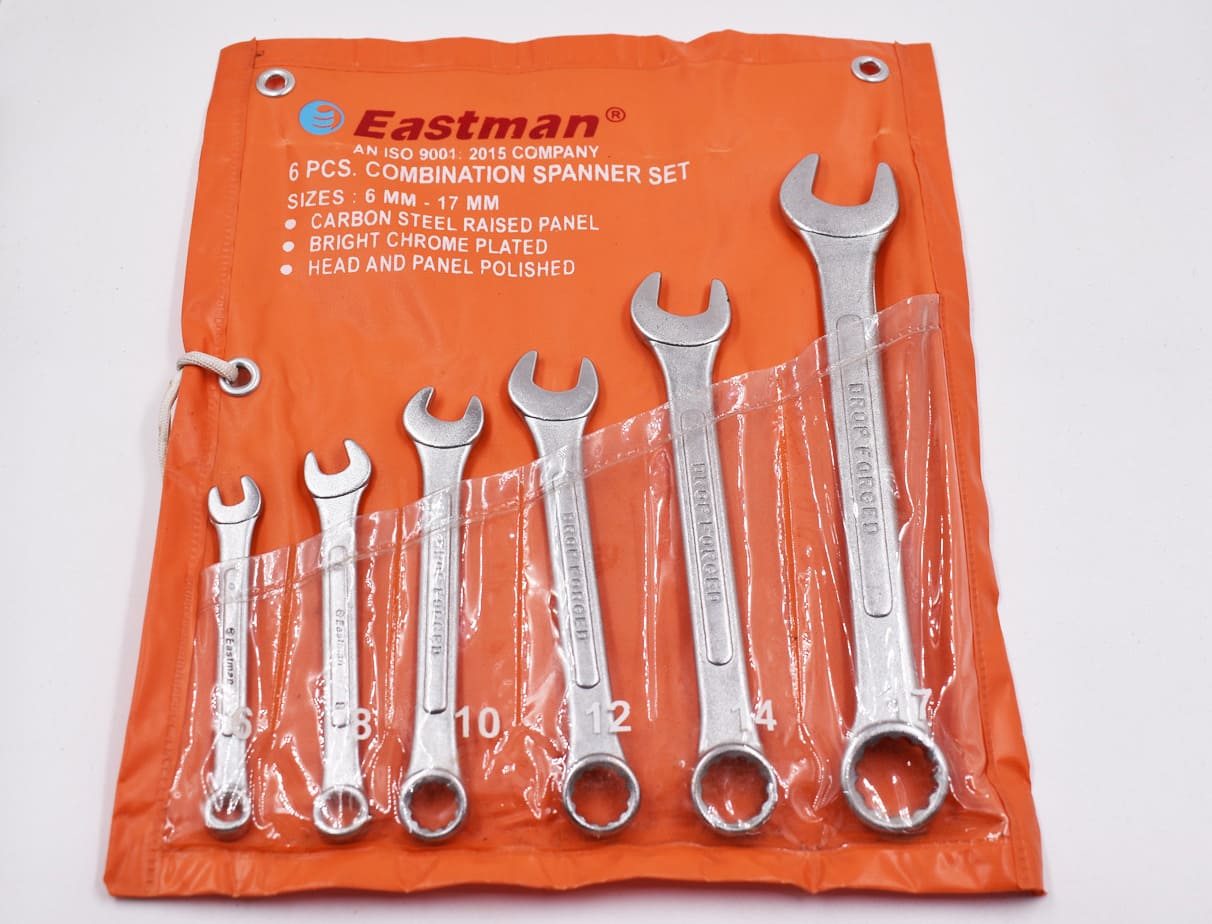 Eastman®
AN ISO 9001: 2015 COMPANY
6 PCS. COMBINATION SPANNER SET
SIZES : 6 MM - 17 MM
● CARBON STEEL RAISED PANEL
● BRIGHT CHROME PLATED
● HEAD AND PANEL POLISHED
DROP FORGED
DROP FORGED
DROP FORGED
DROP FORGED
Eastman
Eastman
8
6
8
10
12
14
17